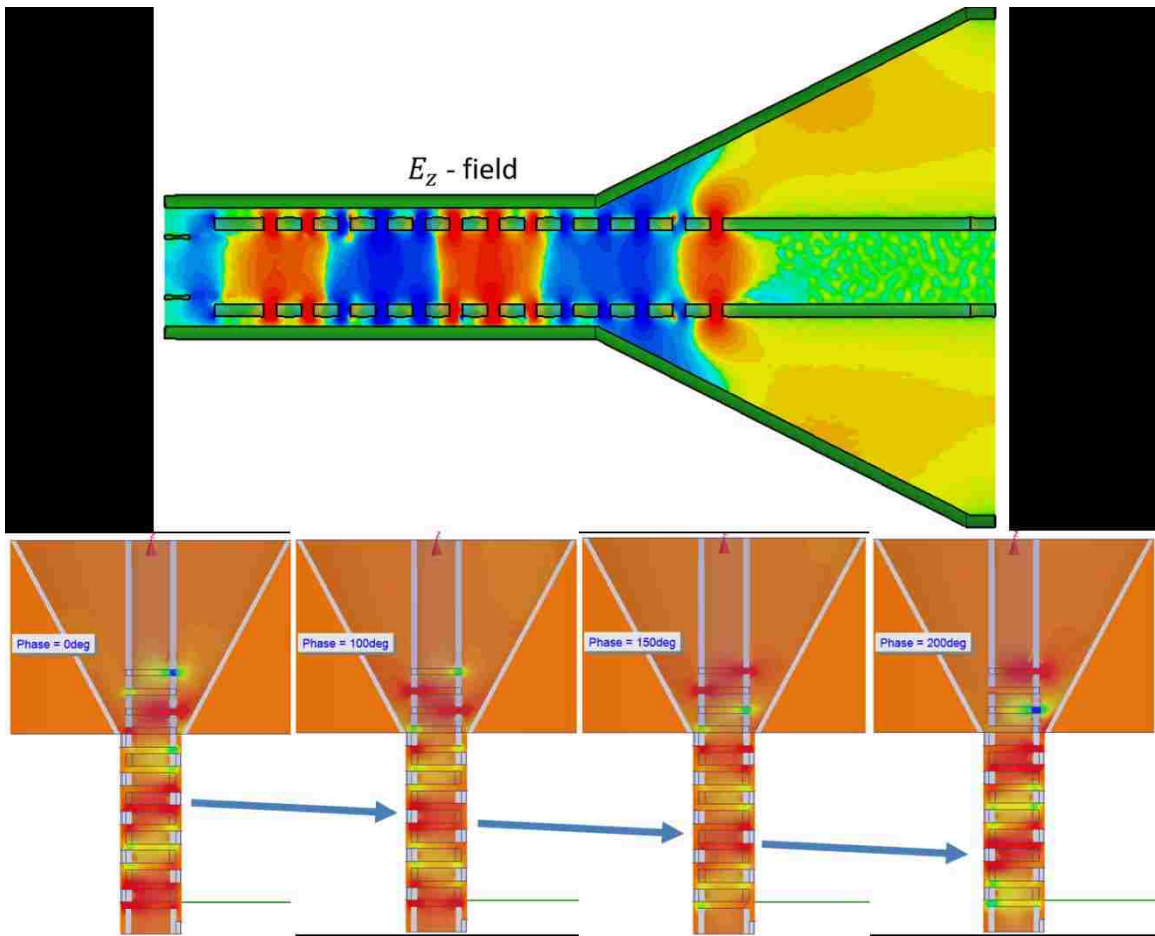 E_z - field
Phase = 0deg
Phase = 100deg
Phase = 150deg
Phase = 200deg